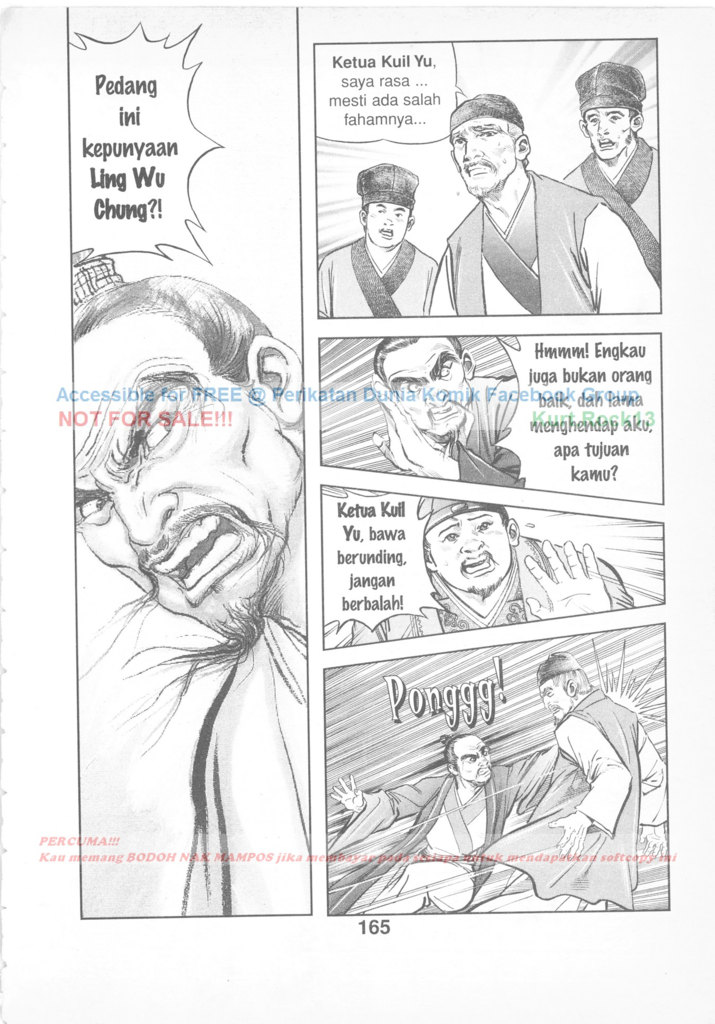 Pedang
ini
kepunyaan
Ling Wu
Chung?!
Ketua Kuil Yu,
saya rasa ...
mesti ada salah
fahamnya...
Hmmm! Engkau
juga bukan orang
baik, dah lama
menghendap aku,
apa tujuan
kamu?
Accessible for FREE @ Perikatan Dunia Komik Facebook Group
NOT FOR SALE!!!
Kurt Rock13
Ketua Kuil
Yu, bawa
berunding,
jangan
berbalah!
Ponggg!
PERCUMA!!!
Kau memang BODOH NAK MAMPOS jika membayar pada sesiapa untuk mendapatkan softcopy ini
165